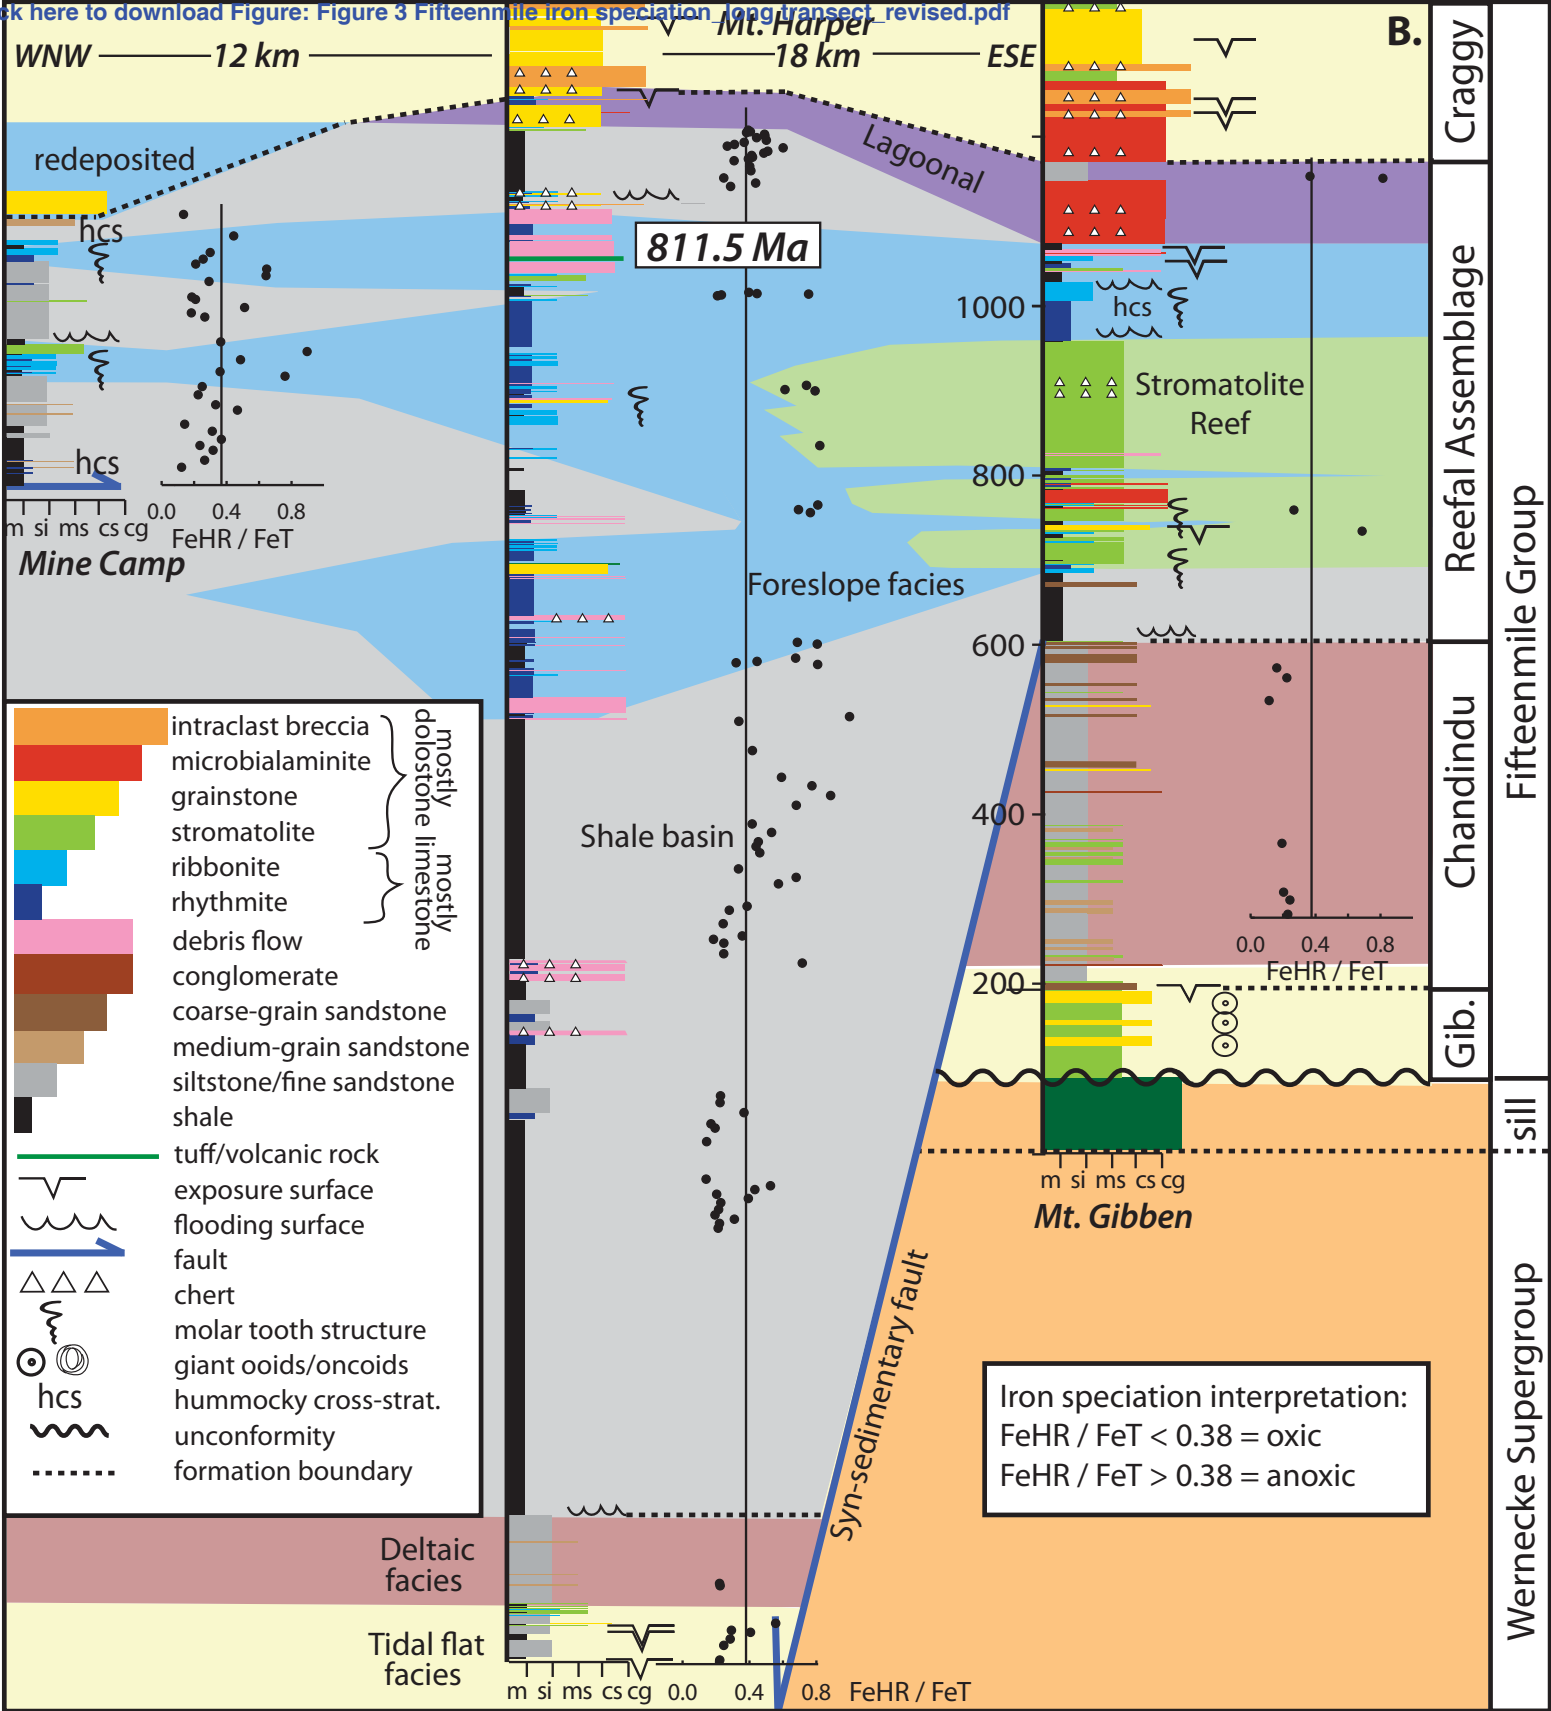 ck here to download Figure: Figure 3 Fifteenmile iron speciation_long transect_revised.pdf
WNW
12 km
Mt. Harper
18 km
ESE
B.
redeposited
hcs
hcs
0.0 0.4 0.8
m si ms cs cg
FeHR / FeT
Mine Camp
Lagoonal
811.5 Ma
1000
hcs
Stromatolite
Reef
800
Foreslope facies
600
Shale basin
400
200
0.0 0.4 0.8
FeHR / FeT
m si ms cs cg
Mt. Gibben
Craggy
Reefal Assemblage
Chandindu
Gib.
Fifteenmile Group
sill
Wernecke Supergroup
intraclast breccia
microbialaminite
grainstone
stromatolite
mostly
dolostone
ribbonite
rhythmite
mostly
limestone
debris flow
conglomerate
coarse-grain sandstone
medium-grain sandstone
siltstone/fine sandstone
shale
tuff/volcanic rock
exposure surface
flooding surface
fault
chert
molar tooth structure
giant ooids/oncoids
hcs hummocky cross-strat.
unconformity
formation boundary
Syn-sedimentary fault
Iron speciation interpretation:
FeHR / FeT < 0.38 = oxic
FeHR / FeT > 0.38 = anoxic
Deltaic
facies
Tidal flat
facies
m si ms cs cg
0.0 0.4 0.8 FeHR / FeT